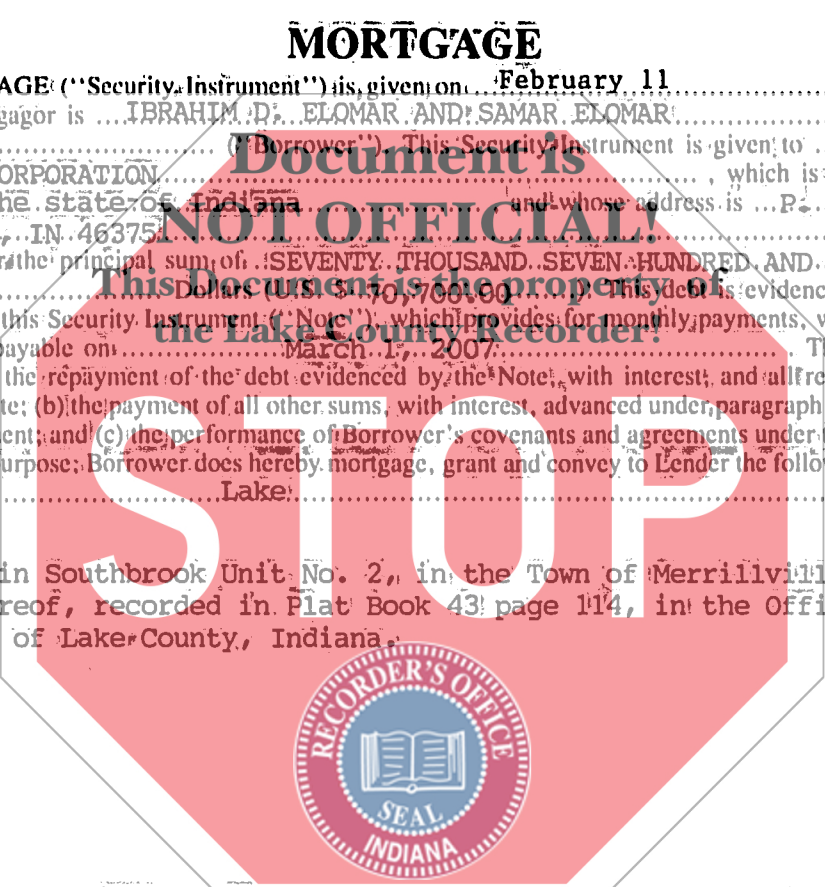 MORTGAGE
AGE ("Security Instrument") is given on February 11
gagor is IBRAHIM D. ELOMAR AND SAMAR ELOMAR
("Borrower"). This Security Instrument is given to
Document is
ORPORATION , which is
he state of Indiana and whose address is P.
NOT OFFICIAL!
, IN 46375
the principal sum of SEVENTY THOUSAND SEVEN HUNDRED AND
This Document is the property of
Dollars (U.S. $ 70,700.00 ). This debt is evidenc
this Security Instrument ("Note"), which provides for monthly payments, w
the Lake County Recorder!
payable on March 1, 2007
the repayment of the debt evidenced by the Note, with interest, and all re
te; (b) the payment of all other sums, with interest, advanced under paragraph
ent; and (c) the performance of Borrower's covenants and agreements under
urpose, Borrower does hereby mortgage, grant and convey to Lender the follo
Lake
STOP
in Southbrook Unit No. 2, in the Town of Merrillvill
reof, recorded in Plat Book 43 page 114, in the Offi
of Lake County, Indiana.
RECORDER'S OFFICE
SEAL
INDIANA